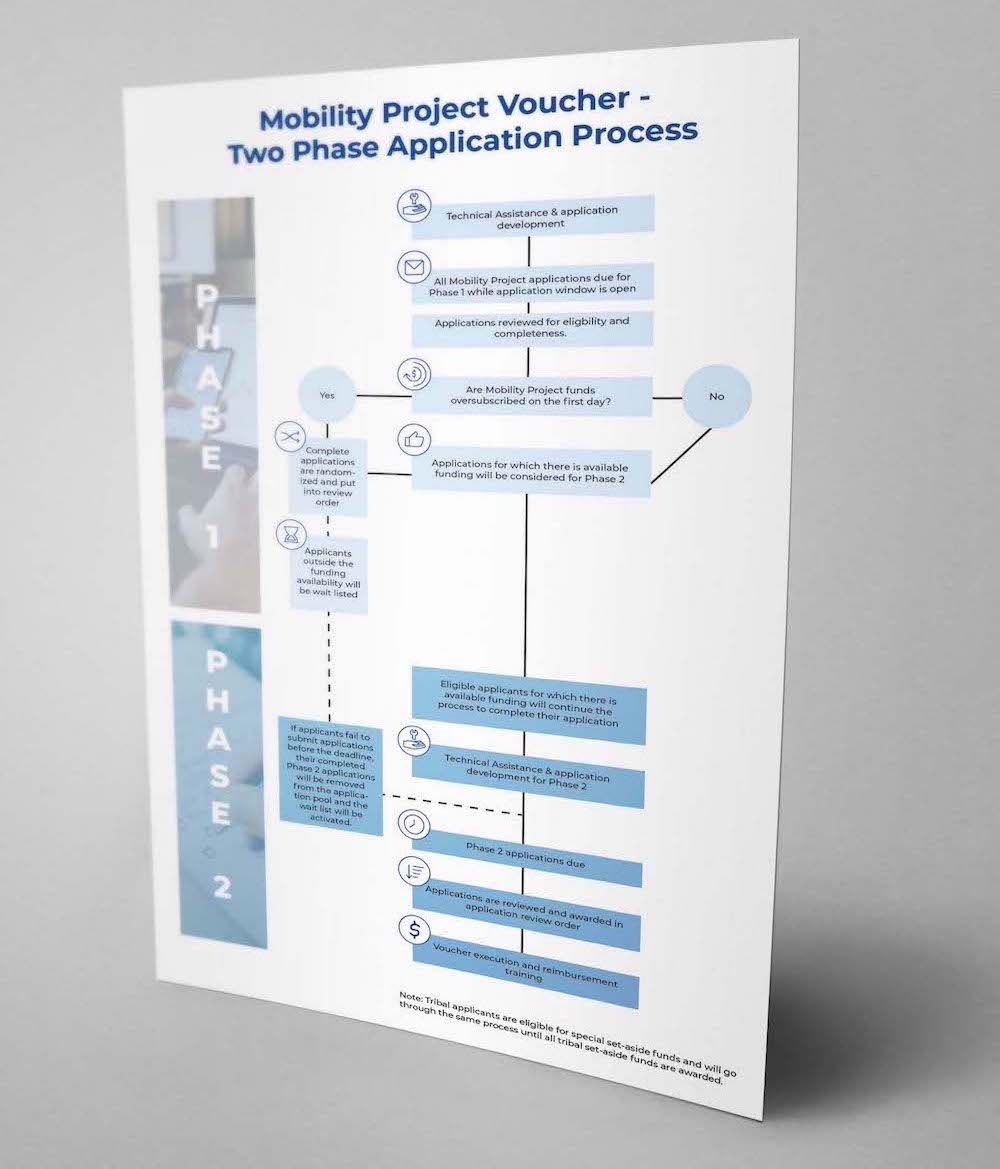 Mobility Project Voucher -
Two Phase Application Process
PHASE 1
Technical Assistance & application
development
All Mobility Project applications due for
Phase 1 while application window is open
Applications reviewed for eligbility and
completeness.
Yes
Are Mobility Project funds
oversubscribed on the first day?
No
Complete
applications
are random-
ized and put
into review
order
Applications for which there is available
funding will be considered for Phase 2
Applicants
outside the
funding
availability will
be wait listed
PHASE 2
Eligible applicants for which there is
available funding will continue the
process to complete their application
If applicants fail to
submit applications
before the deadline,
their completed
Phase 2 applications
will be removed
from the applica-
tion pool and the
wait list will be
activated.
Technical Assistance & application
development for Phase 2
Phase 2 applications due
Applications are reviewed and awarded in
application review order
$
Voucher execution and reimbursement
training
Note: Tribal applicants are eligible for special set-aside funds and will go
through the same process until all tribal set-aside funds are awarded.